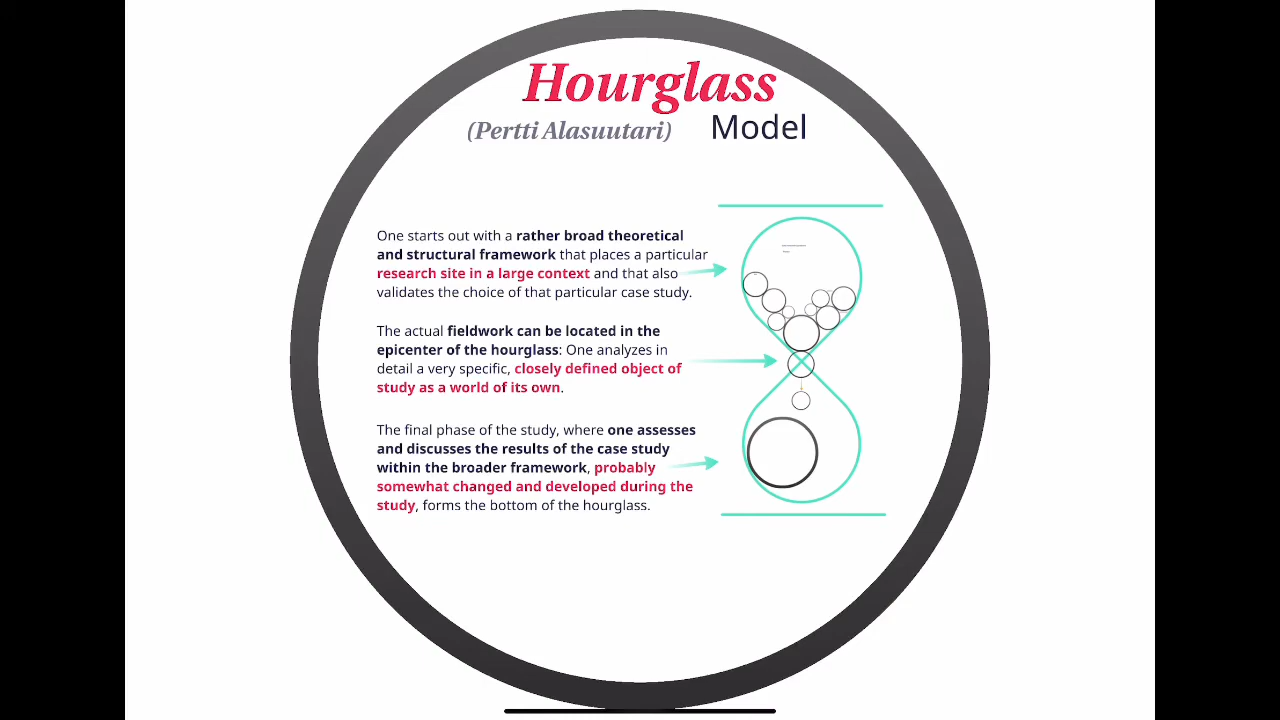 Hourglass
(Pertti Alasuutari) Model
One starts out with a rather broad theoretical
and structural framework that places a particular
research site in a large context and that also
validates the choice of that particular case study.
The actual fieldwork can be located in the
epicenter of the hourglass: One analyzes in
detail a very specific, closely defined object of
study as a world of its own.
The final phase of the study, where one assesses
and discusses the results of the case study
within the broader framework, probably
somewhat changed and developed during the
study, forms the bottom of the hourglass.